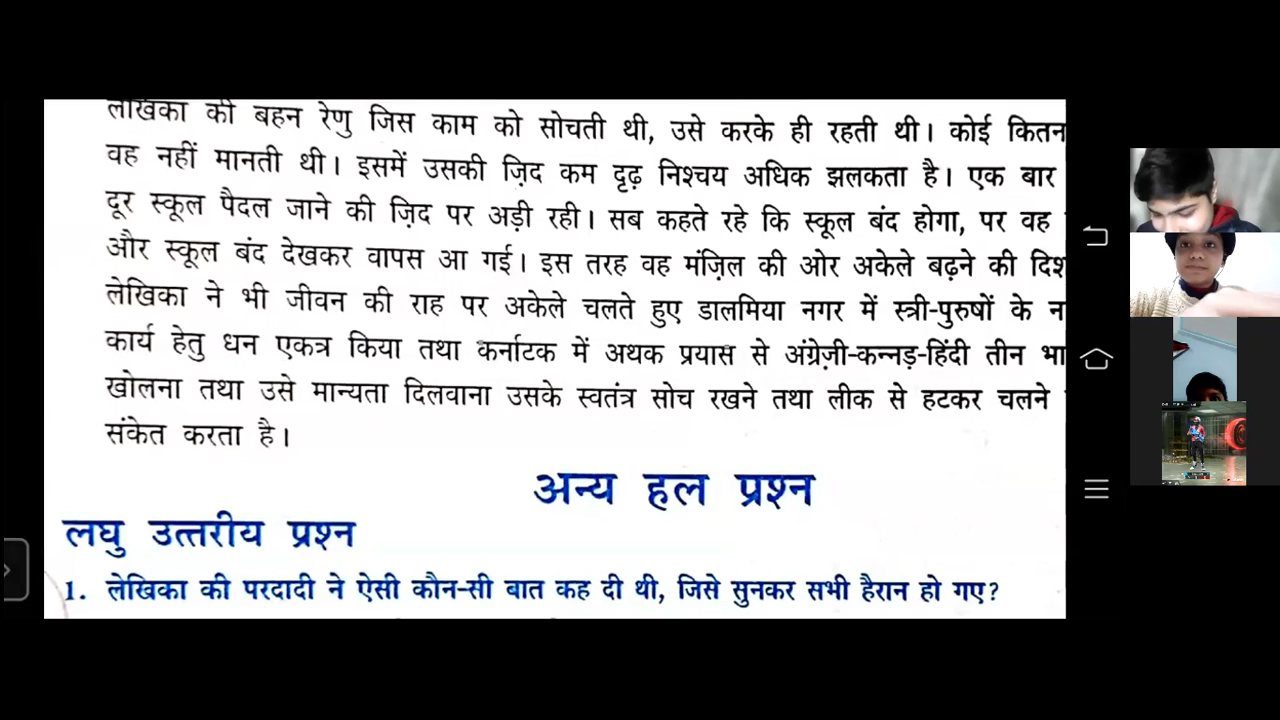 लेखिका की बहन रेणु जिस काम को सोचती थी, उसे करके ही रहती थी। कोई कितन
वह नहीं मानती थी। इसमें उसकी ज़िद कम दृढ़ निश्चय अधिक झलकता है। एक बार
दूर स्कूल पैदल जाने की ज़िद पर अड़ी रही। सब कहते रहे कि स्कूल बंद होगा, पर वह
और स्कूल बंद देखकर वापस आ गई। इस तरह वह मंज़िल की ओर अकेले बढ़ने की दिश
लेखिका ने भी जीवन की राह पर अकेले चलते हुए डालमिया नगर में स्त्री-पुरुषों के न
कार्य हेतु धन एकत्र किया तथा कर्नाटक में अथक प्रयास से अंग्रेज़ी-कन्नड़-हिंदी तीन भा
खोलना तथा उसे मान्यता दिलवाना उसके स्वतंत्र सोच रखने तथा लीक से हटकर चलने
संकेत करता है।
अन्य हल प्रश्न
लघु उत्तरीय प्रश्न
1. लेखिका की परदादी ने ऐसी कौन-सी बात कह दी थी, जिसे सुनकर सभी हैरान हो गए?